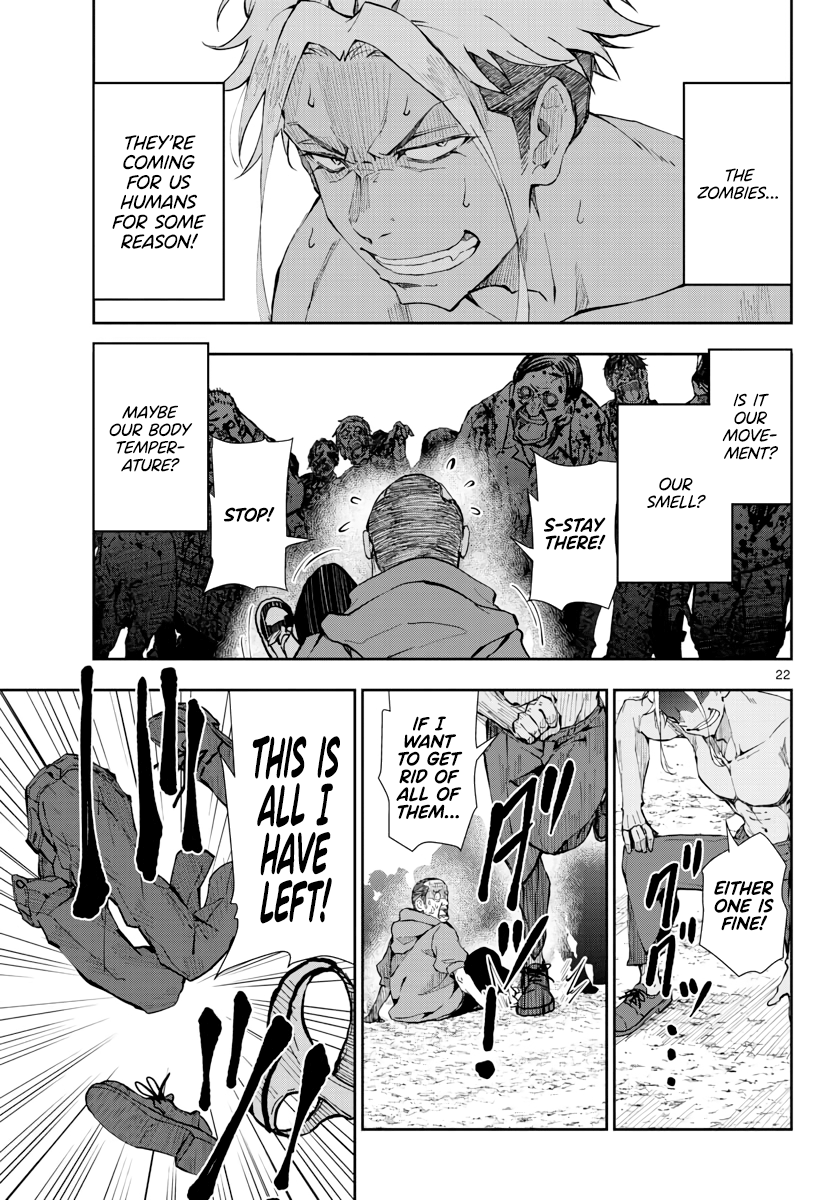 THE
ZOMBIES...
THEY'RE
COMING
FOR US
HUMANS
FOR SOME
REASON!
IS IT
OUR
MOVE-
MENT?
OUR
SMELL?
S-STAY
THERE!
STOP!
MAYBE
OUR BODY
TEMPER-
ATURE?
22
EITHER
ONE IS
FINE!
ダッ
IF I
WANT
TO GET
RID OF
ALL OF
THEM...
THIS IS
ALL I
HAVE
LEFT!